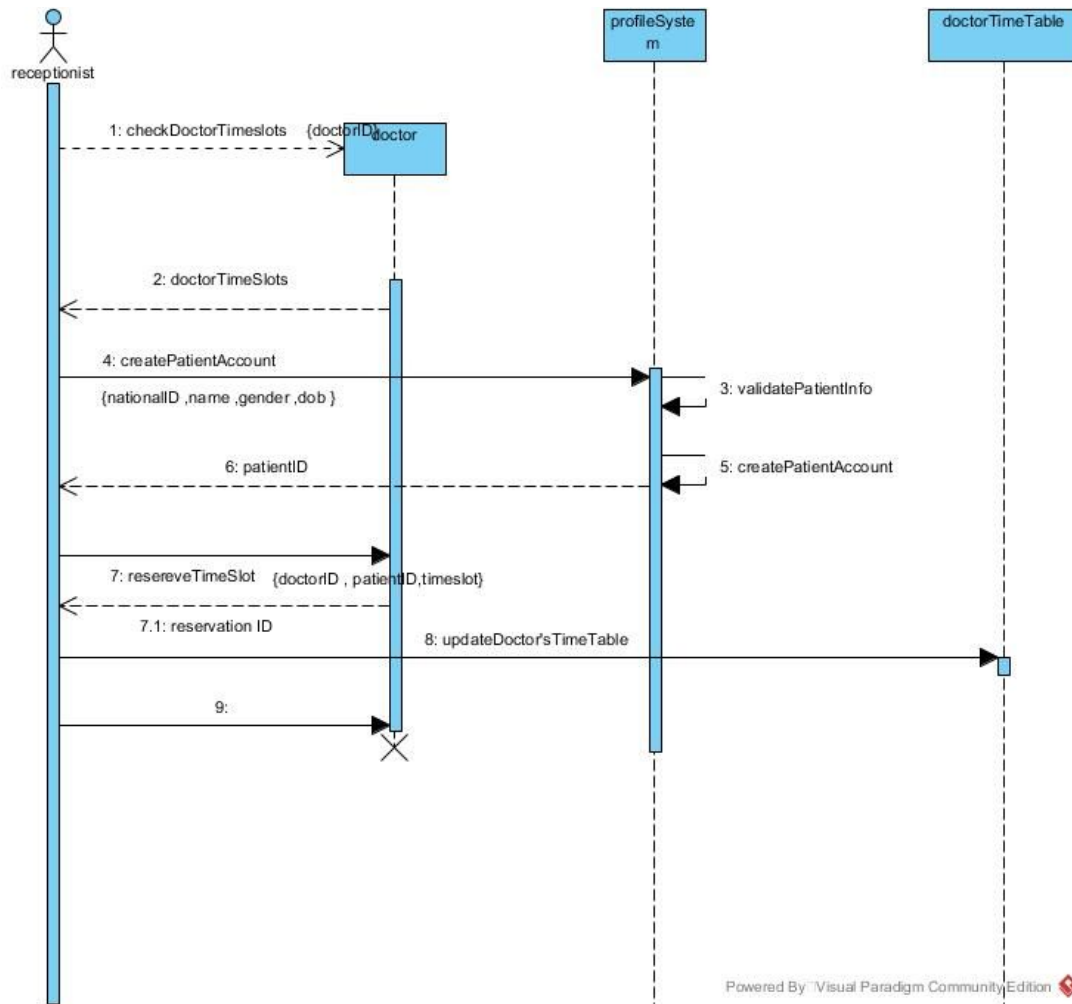 profileSyste
m
doctorTimeTable
receptionist
1: checkDoctorTimeslots {doctorID}
doctor
2: doctorTimeSlots
4: createPatientAccount
{nationalID ,name ,gender ,dob }
3: validatePatientInfo
6: patientID
5: createPatientAccount
7: resereveTimeSlot {doctorID , patientID,timeslot}
7.1: reservation ID
8: updateDoctor'sTimeTable
9:
Powered By Visual Paradigm Community Edition